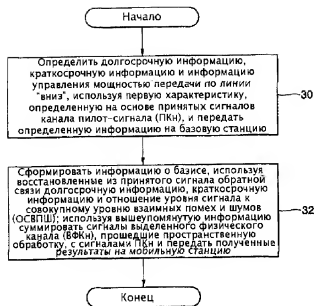 Начало
Определить долгосрочную информацию,
краткосрочную информацию и информацию
управления мощностью передачи по линии
"вниз", используя первую характеристику,
определенную на основе принятых сигналов
канала пилот-сигнала (ПКн), и передать
определенную информацию на базовую станцию
30
Сформировать информацию о базисе, используя
восстановленные из принятого сигнала обратной
связи долгосрочную информацию, краткосрочную
информацию и отношение уровня сигнала к
совокупному уровню взаимных помех и шумов
(ОСВПШ); используя вышеупомянутую информацию
суммировать сигналы выделенного физического
канала (ВФКн), прошедшие пространственную
обработку, с сигналами ПКн и передать полученные
результаты на мобильную станцию
32
Конец